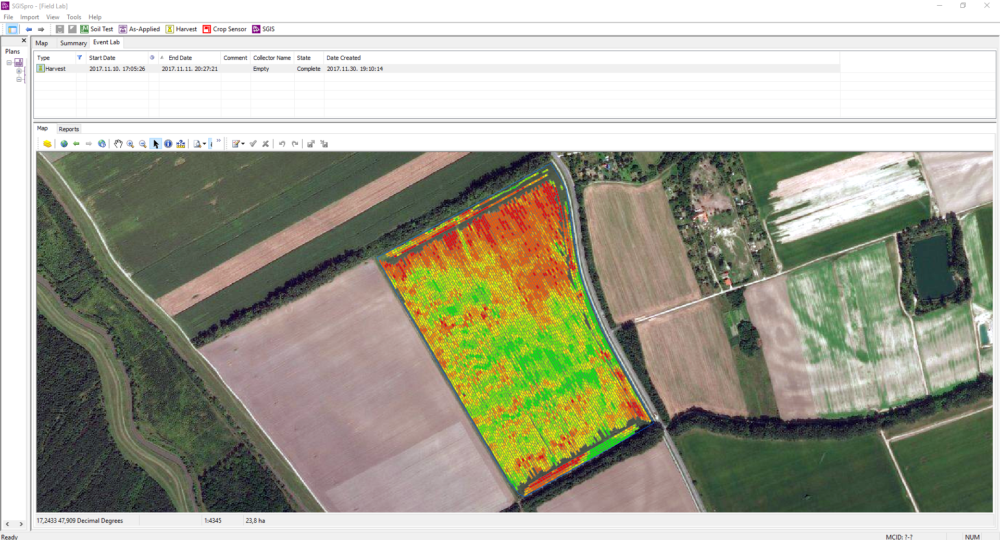 SGISpro - [Field Lab]
File Import View Tools Help
Soil Test As-Applied Harvest Crop Sensor SGIS
Plans
Map Summary Event Lab
Type Start Date End Date Comment Collector Name State Date Created
Harvest 2017.11.10. 17:05:26 2017.11.11. 20:27:21 Empty Complete 2017.11.30. 19:10:14
Map Reports
17,2433 47,909 Decimal Degrees 1:4345 23,8 ha
Ready MCID: ?-? NUM